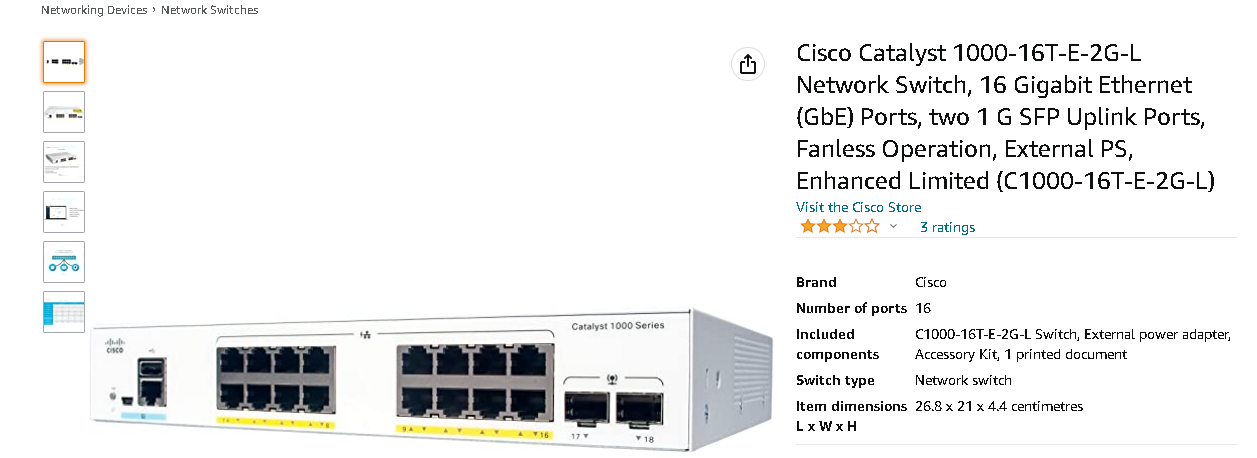 Networking Devices › Network Switches
Cisco Catalyst 1000-16T-E-2G-L
Network Switch, 16 Gigabit Ethernet
(GbE) Ports, two 1 G SFP Uplink Ports,
Fanless Operation, External PS,
Enhanced Limited (C1000-16T-E-2G-L)
Visit the Cisco Store
3 ratings
Brand Cisco
Number of ports 16
Included components C1000-16T-E-2G-L Switch, External power adapter,
Accessory Kit, 1 printed document
Switch type Network switch
Item dimensions L x W x H 26.8 x 21 x 4.4 centimetres
CISCO
Catalyst 1000 Series
9
16
17
18